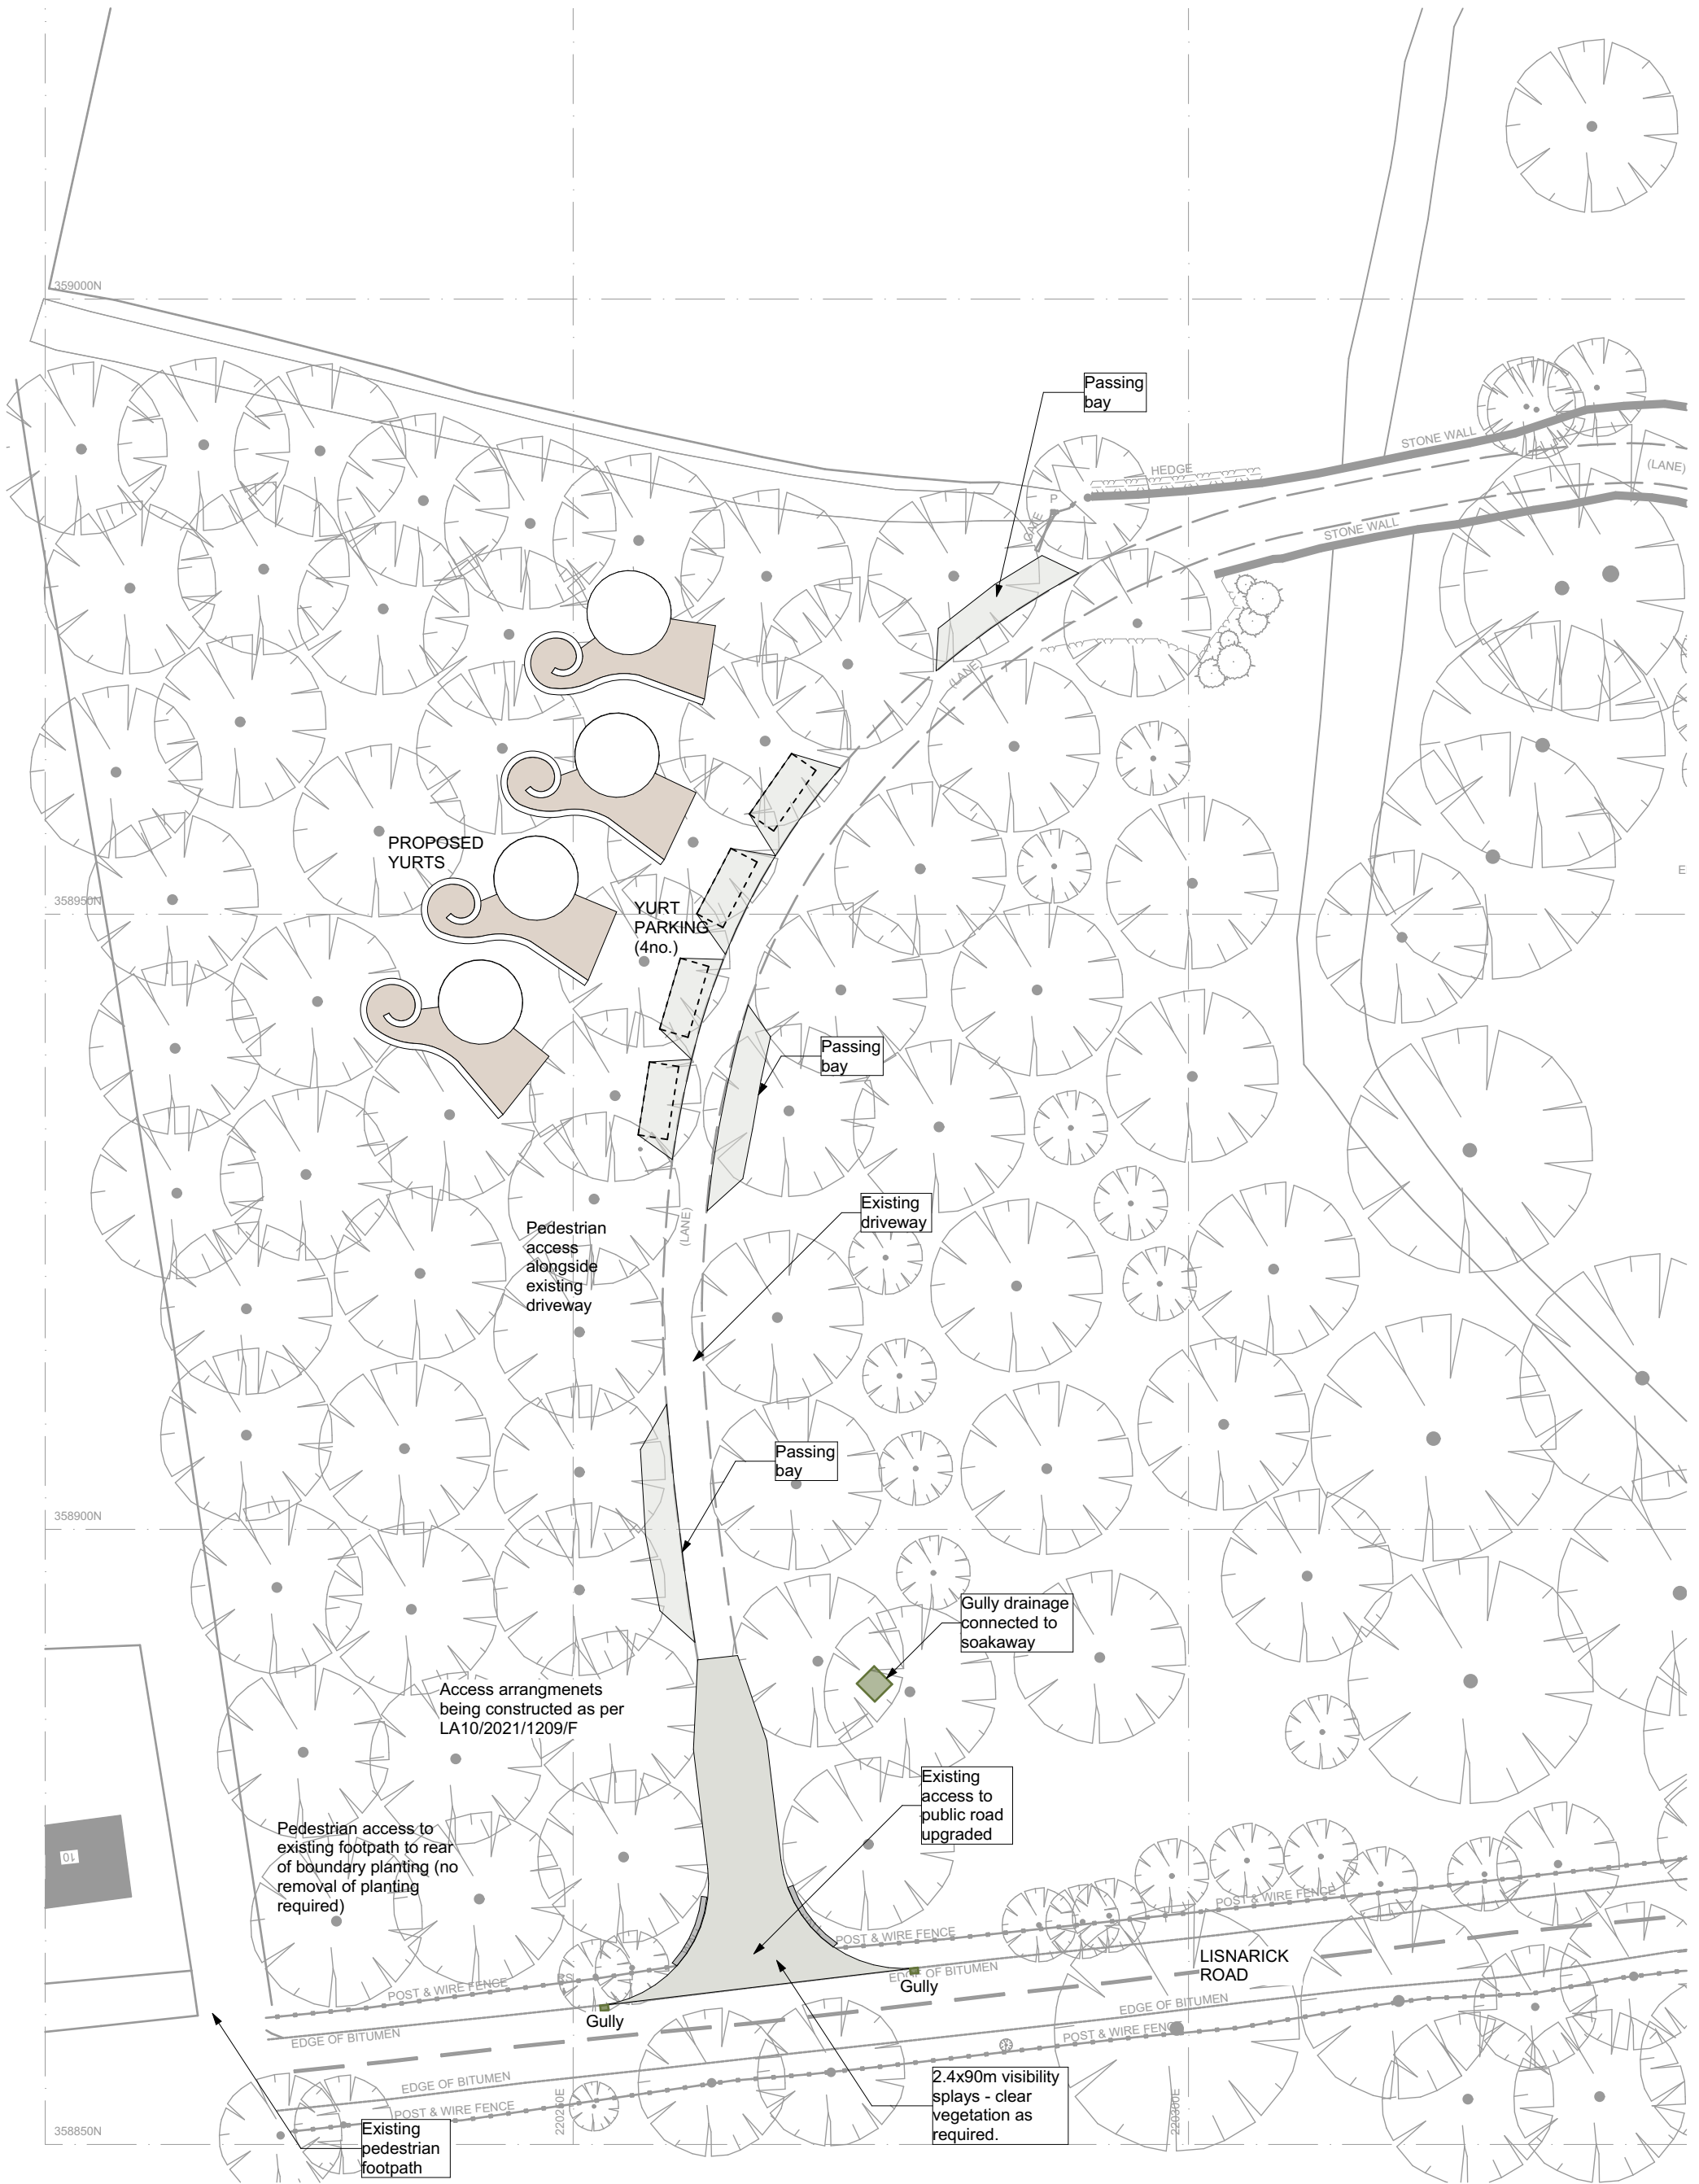 359000N
Passing
bay
STONE WALL
(LANE)
HEDGE
P
GATE
STONE WALL
(LANE)
PROPOSED
YURTS
358950N
YURT
PARKING
(4no.)
Passing
bay
Existing
driveway
(LANE)
Pedestrian
access
alongside
existing
driveway
Passing
bay
358900N
Gully drainage
connected to
soakaway
Access arrangmenets
being constructed as per
LA10/2021/1209/F
Existing
access to
public road
upgraded
Pedestrian access to
existing footpath to rear
of boundary planting (no
removal of planting
required)
10
POST & WIRE FENCE
POST & WIRE FENCE
LISNARICK
ROAD
EDGE OF BITUMEN
Gully
RS
POST & WIRE FENCE
Gully
EDGE OF BITUMEN
EDGE OF BITUMEN
POST & WIRE FENCE
EDGE OF BITUMEN
POST & WIRE FENCE
2.4x90m visibility
splays - clear
vegetation as
required.
220250E
220300E
358850N
Existing
pedestrian
footpath